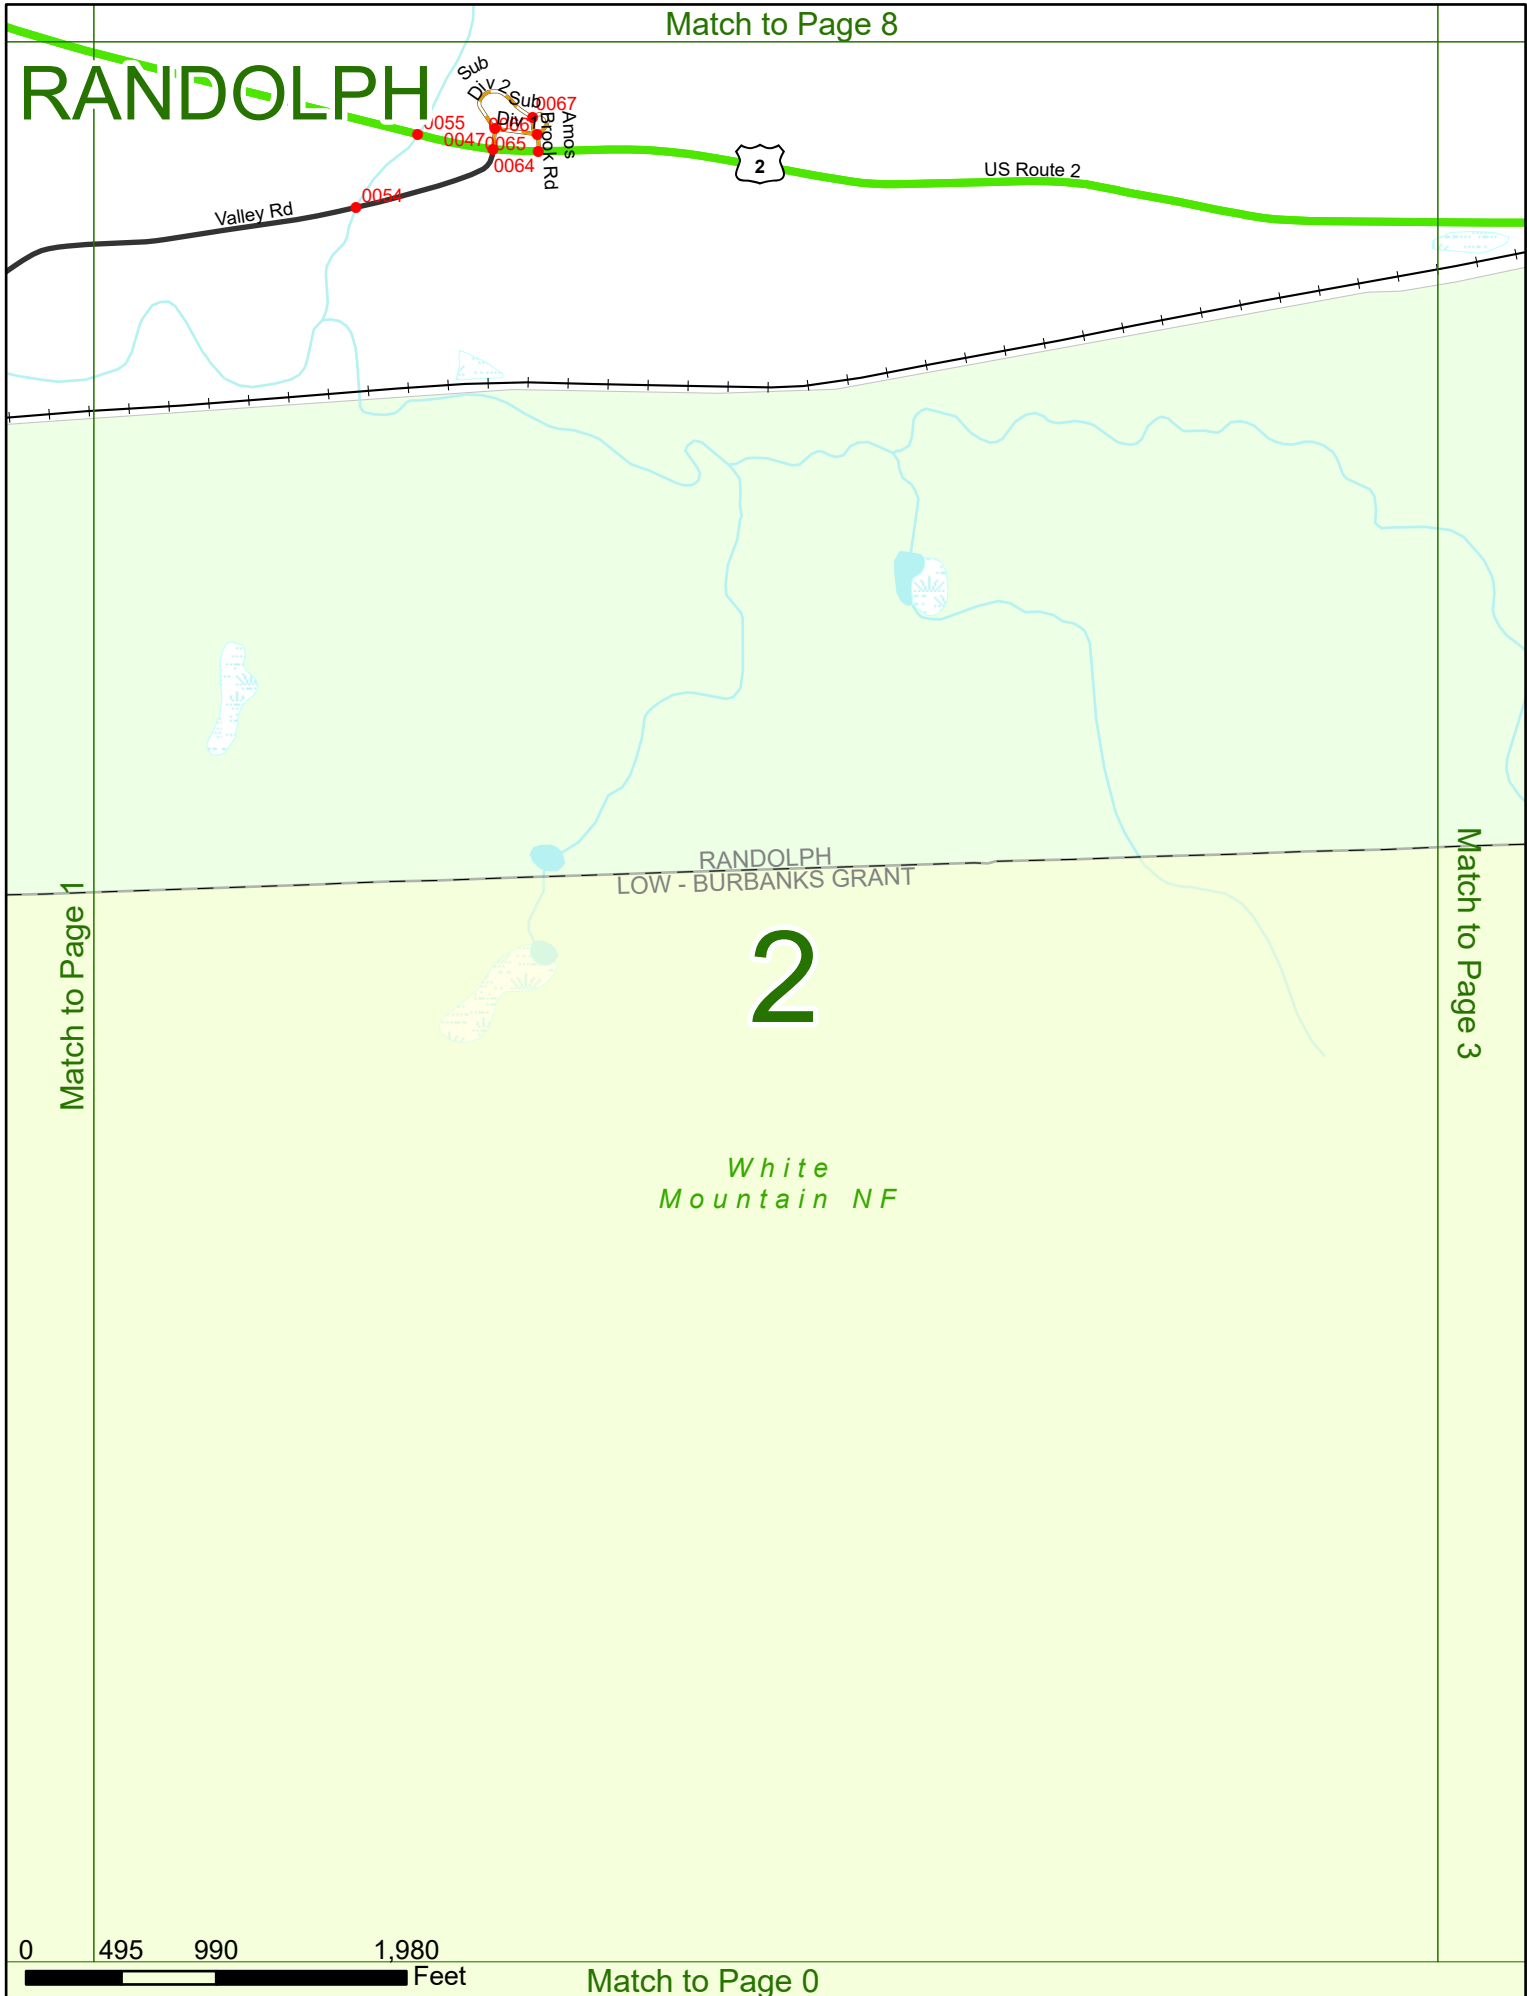 Match to Page 8
RANDOLPH
Sub
Div 2
Sub
Div 1
0067
0055
0066
Amos
Brook Rd
0047
0065
0064
2
US Route 2
0054
Valley Rd
RANDOLPH
LOW - BURBANKS GRANT
Match to Page 1
2
Match to Page 3
White
Mountain NF
0 495 990 1,980
Feet
Match to Page 0